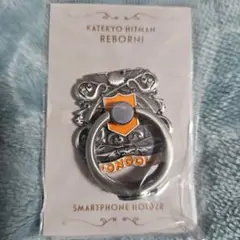 KATEKYO HITMAN
REBORN!
SMARTPHONE HOLDER